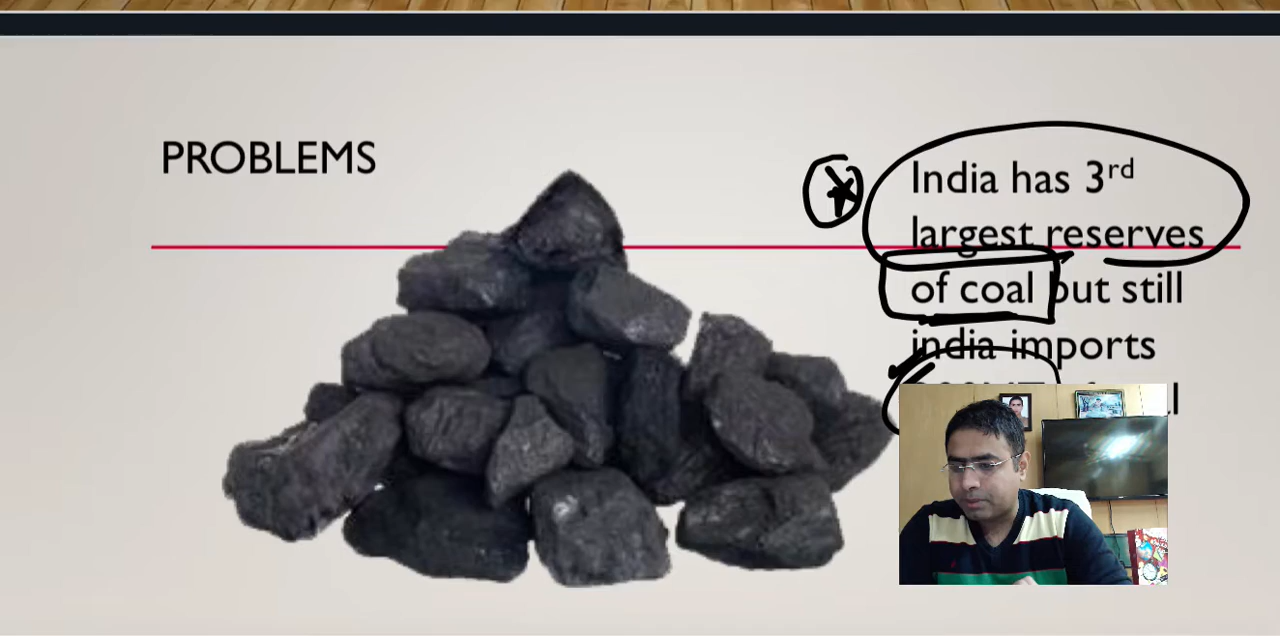 PROBLEMS
India has 3rd
largest reserves
of coal but still
india imports